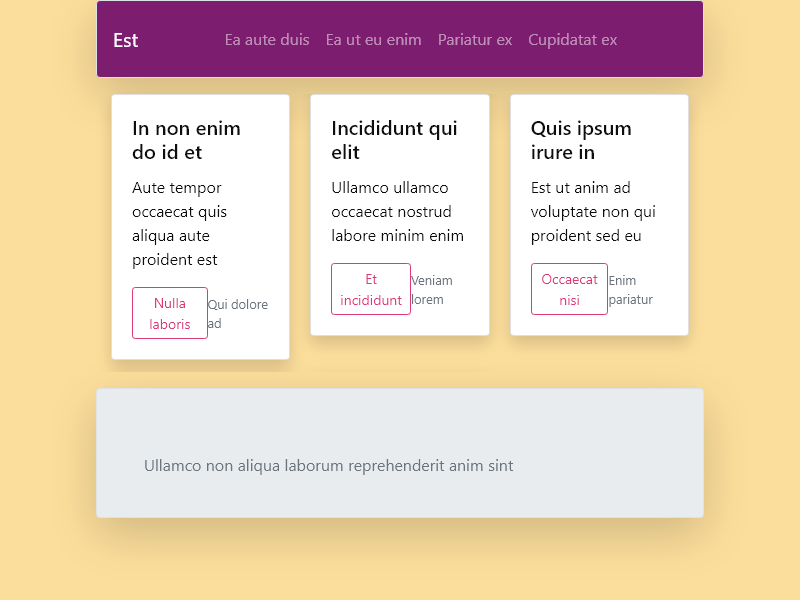 Est
Ea aute duis
Ea ut eu enim
Pariatur ex
Cupidatat ex
In non enim
do id et
Aute tempor
occaecat quis
aliqua aute
proident est
Nulla
laboris
Qui dolore
ad
Incididunt qui
elit
Ullamco ullamco
occaecat nostrud
labore minim enim
Et
incididunt
Veniam
lorem
Quis ipsum
irure in
Est ut anim ad
voluptate non qui
proident sed eu
Occaecat
nisi
Enim
pariatur
Ullamco non aliqua laborum reprehenderit anim sint